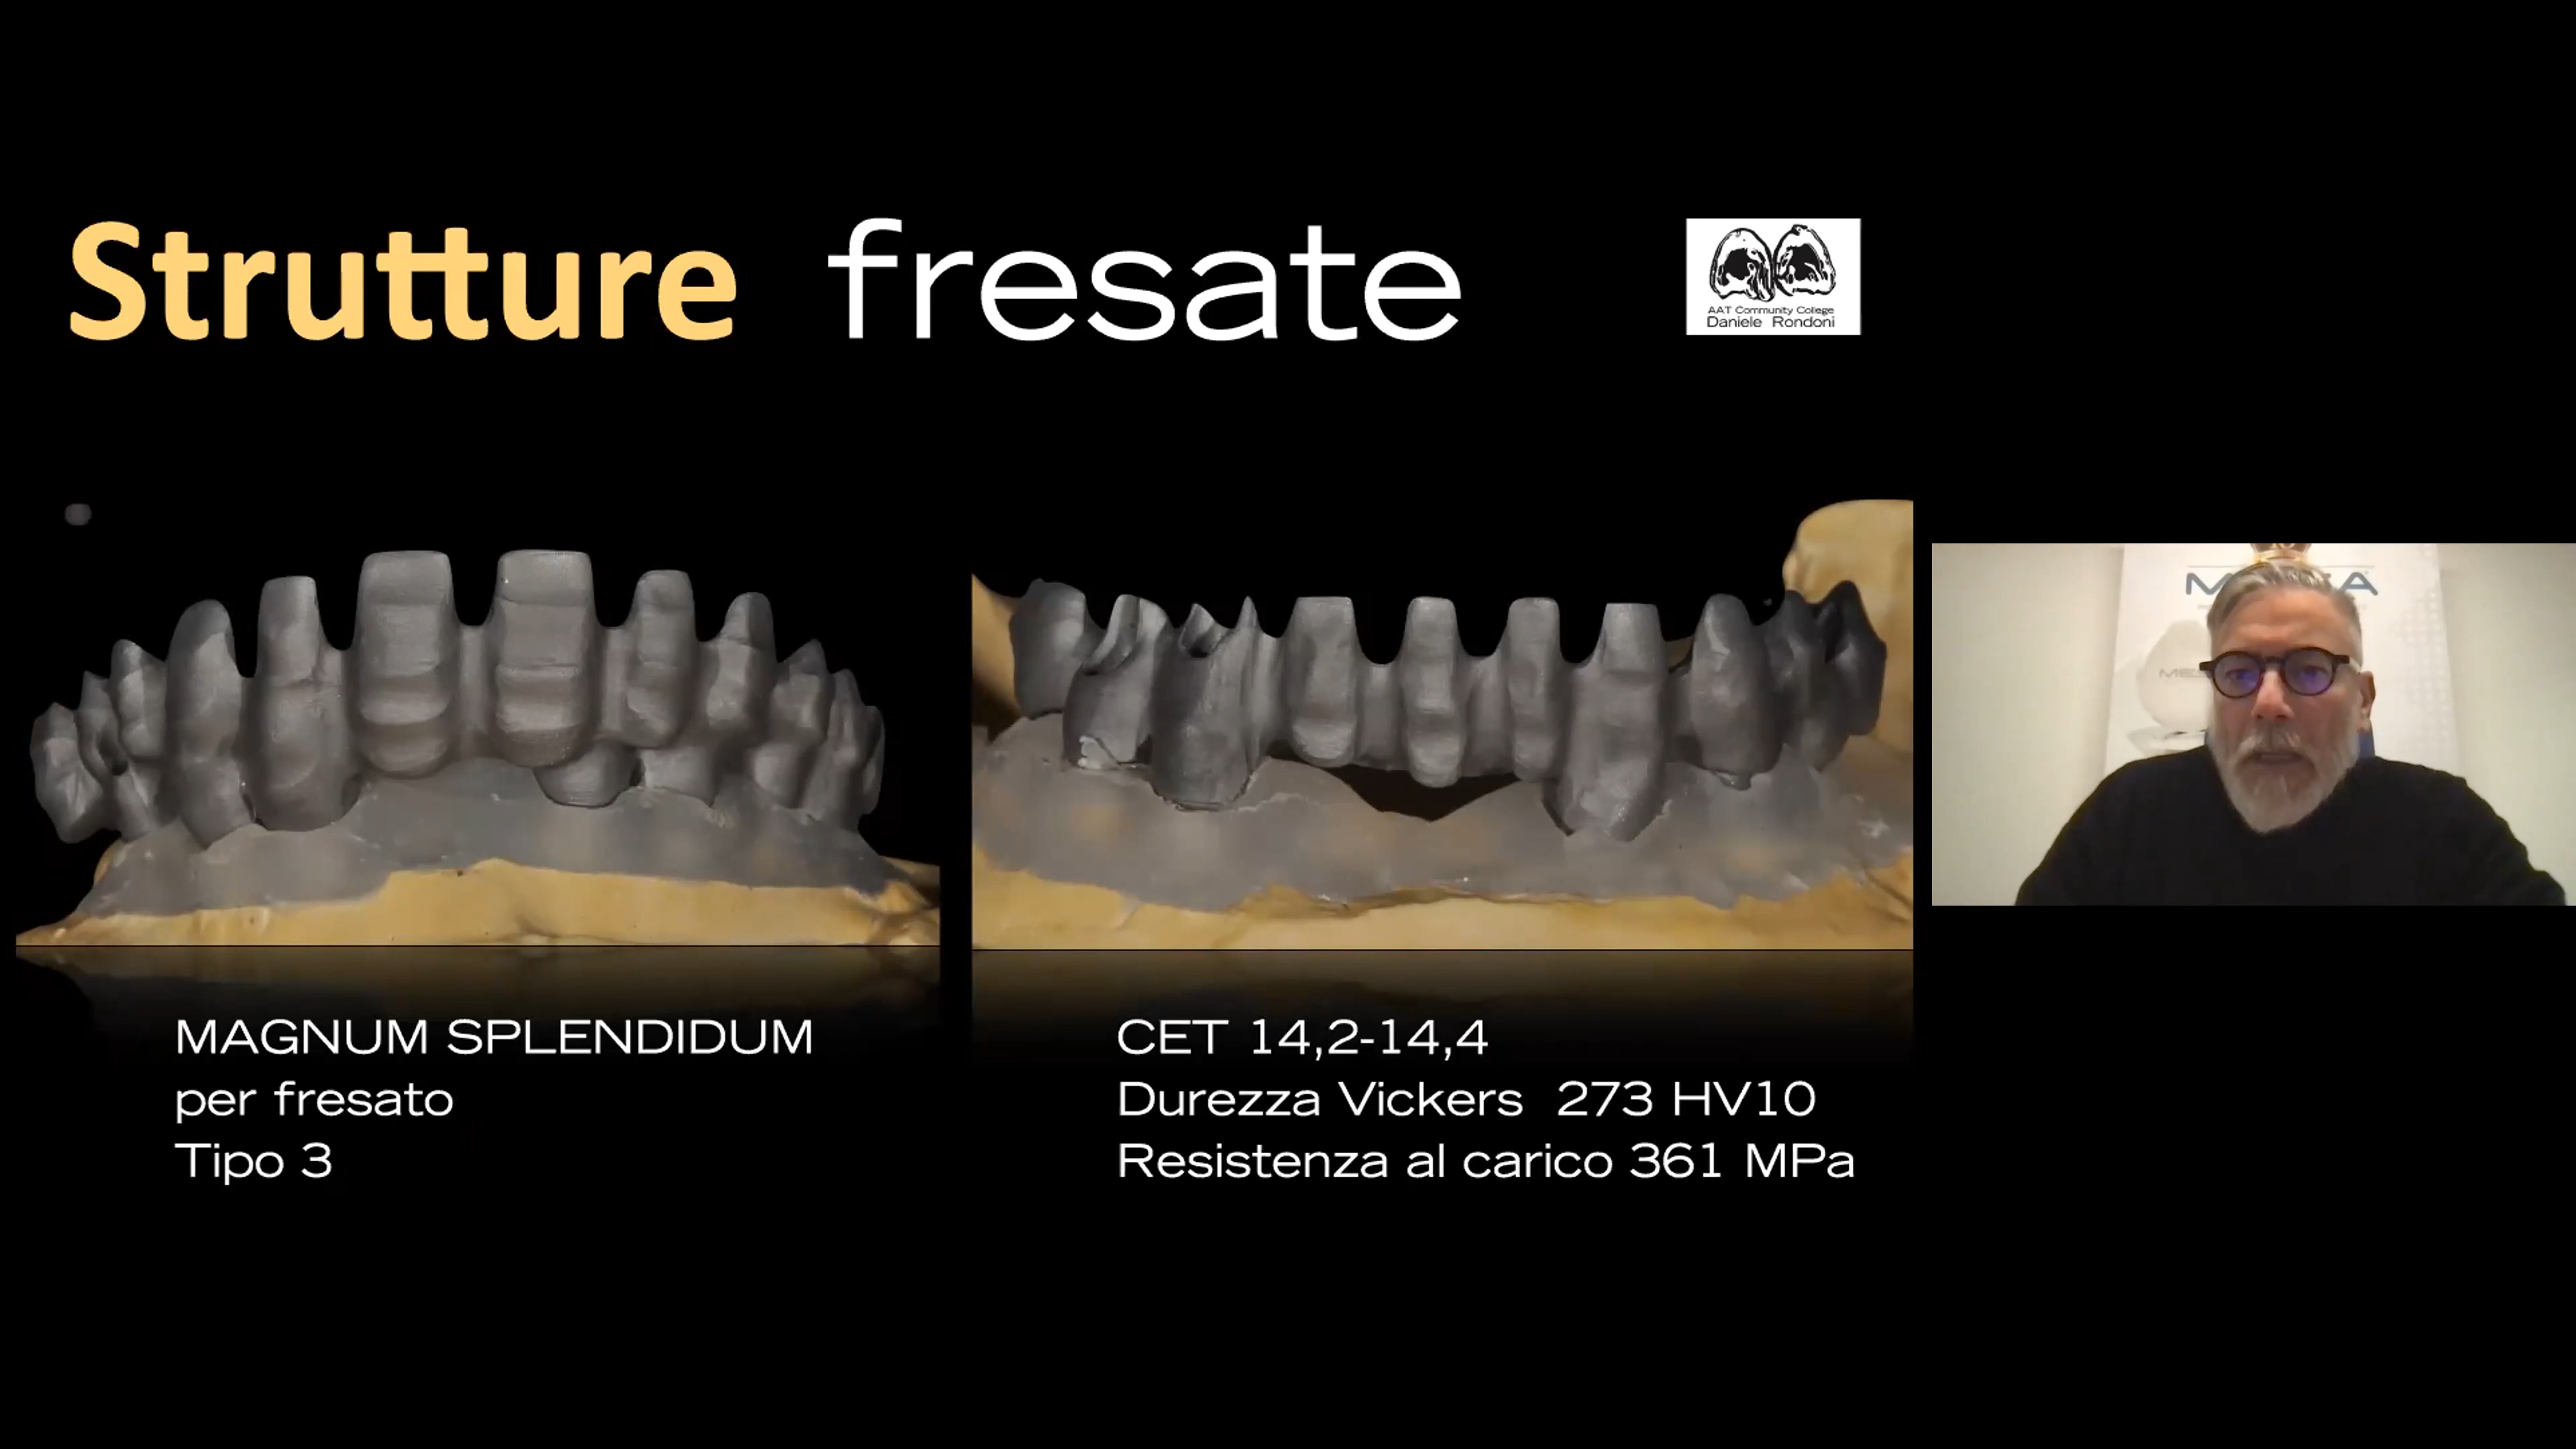 Strutture fresate
AAT Community College
Daniele Rondoni
MAGNUM SPLENDIDUM
per fresato
Tipo 3
CET 14,2-14,4
Durezza Vickers 273 HV10
Resistenza al carico 361 MPa